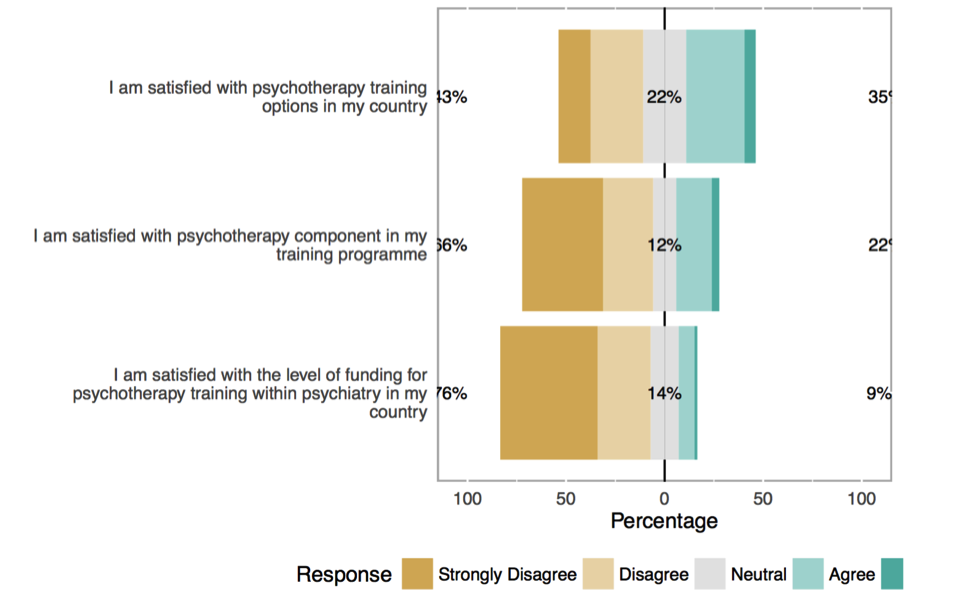 I am satisfied with psychotherapy training
options in my country
43%
22%
35%
I am satisfied with psychotherapy component in my
training programme
66%
12%
22%
I am satisfied with the level of funding for
psychotherapy training within psychiatry in my
country
76%
14%
9%
100 50 0 50 100
Percentage
Response Strongly Disagree Disagree Neutral Agree